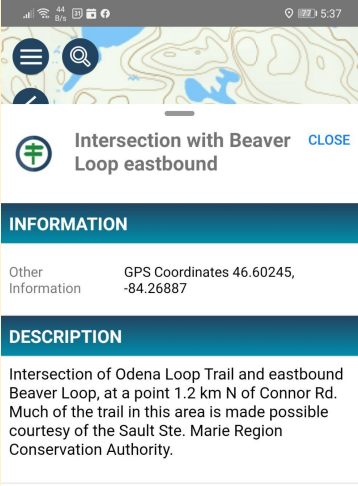 44
B/s
31
77
5:37
Intersection with Beaver
CLOSE
Loop eastbound
INFORMATION
Other
Information
GPS Coordinates 46.60245,
-84.26887
DESCRIPTION
Intersection of Odena Loop Trail and eastbound
Beaver Loop, at a point 1.2 km N of Connor Rd.
Much of the trail in this area is made possible
courtesy of the Sault Ste. Marie Region
Conservation Authority.